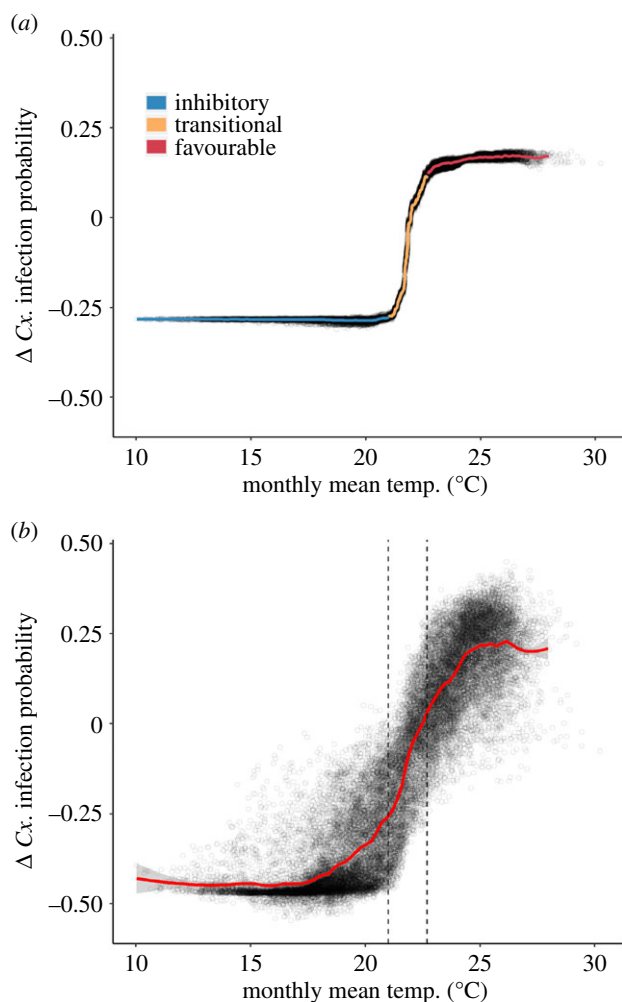 (a)
0.50
0.25
0
–0.25
–0.50
Δ Cx. infection probability
inhibitory
transitional
favourable
10 15 20 25 30
monthly mean temp. (°C)
(b)
0.50
0.25
0
–0.25
–0.50
Δ Cx. infection probability
10 15 20 25 30
monthly mean temp. (°C)